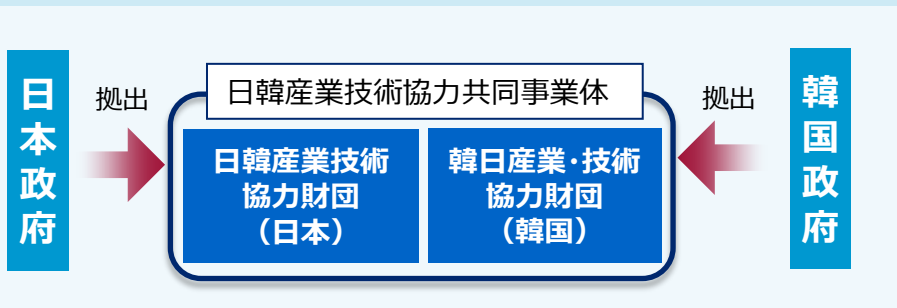 日本政府
拠出
日韓産業技術協力共同事業体
日韓産業技術
協力財団
（日本）
韓日産業･技術
協力財団
（韓国）
拠出
韓国政府